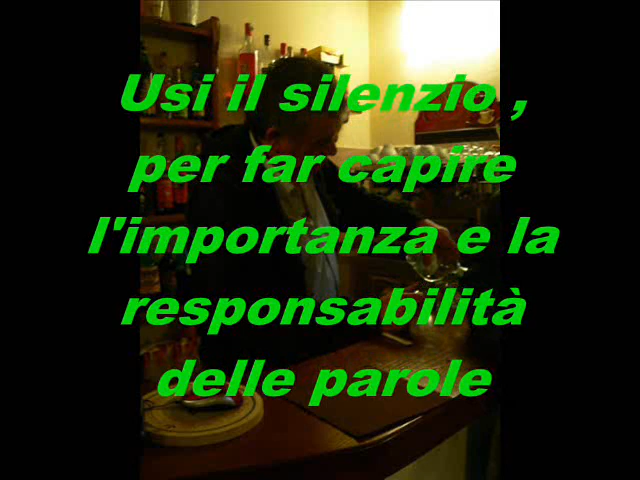 Usi il silenzio ,
per far capire
l'importanza e la
responsabilità
delle parole